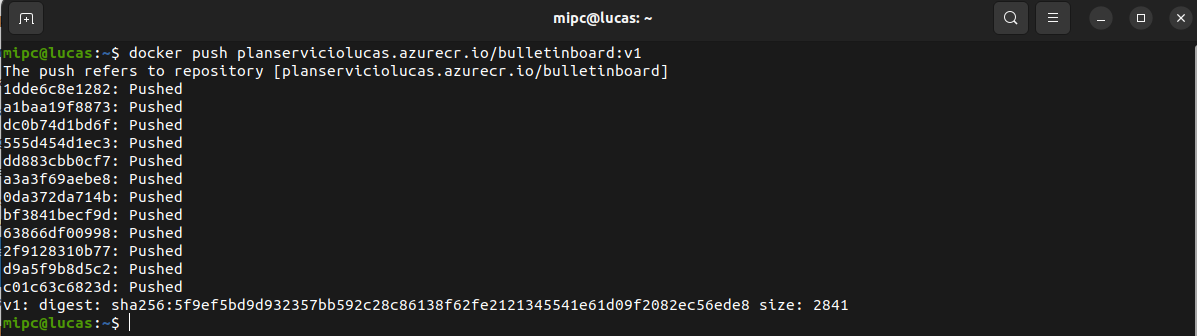 mipc@lucas: ~
mipc@lucas:~$ docker push planserviciolucas.azurecr.io/bulletinboard:v1
The push refers to repository [planserviciolucas.azurecr.io/bulletinboard]
1dde6c8e1282: Pushed
a1baa19f8873: Pushed
dc0b74d1bd6f: Pushed
555d454d1ec3: Pushed
dd883cbb0cf7: Pushed
a3a3f69aebe8: Pushed
0da372da714b: Pushed
bf3841becf9d: Pushed
63866df00998: Pushed
2f9128310b77: Pushed
d9a5f9b8d5c2: Pushed
c01c63c6823d: Pushed
v1: digest: sha256:5f9ef5bd9d932357bb592c28c86138f62fe2121345541e61d09f2082ec56ede8 size: 2841
mipc@lucas:~$